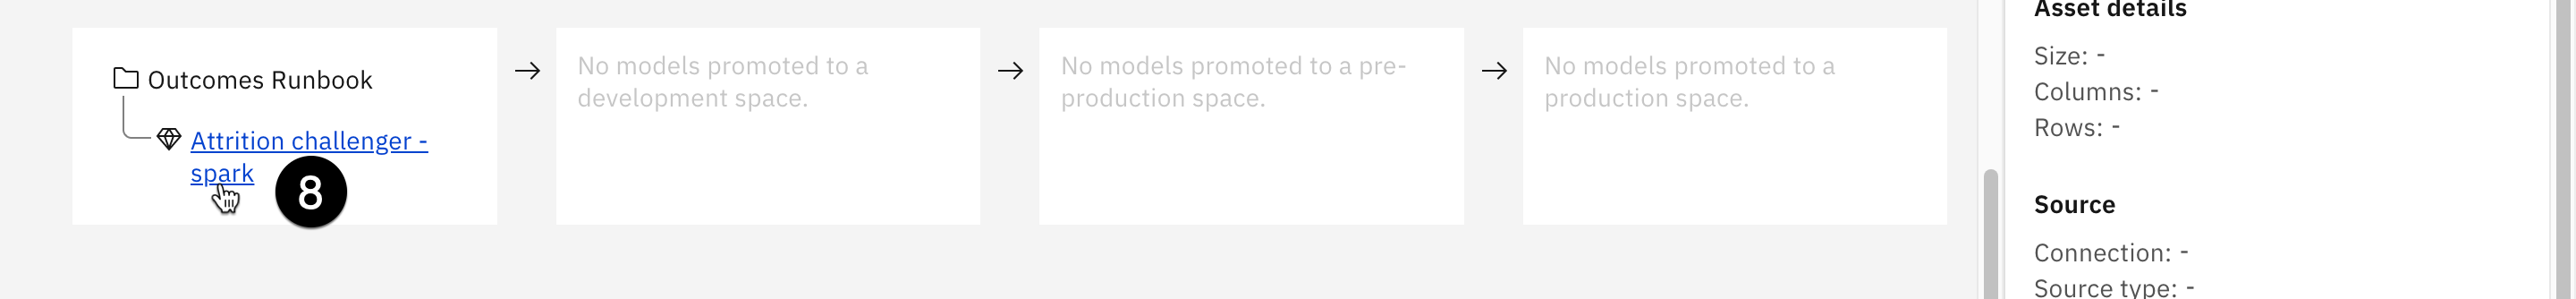 Outcomes Runbook
Attrition challenger -
spark
8
No models promoted to a
development space.
No models promoted to a pre-
production space.
No models promoted to a
production space.
Asset details
Size: -
Columns: -
Rows: -
Source
Connection: -
Source type: -